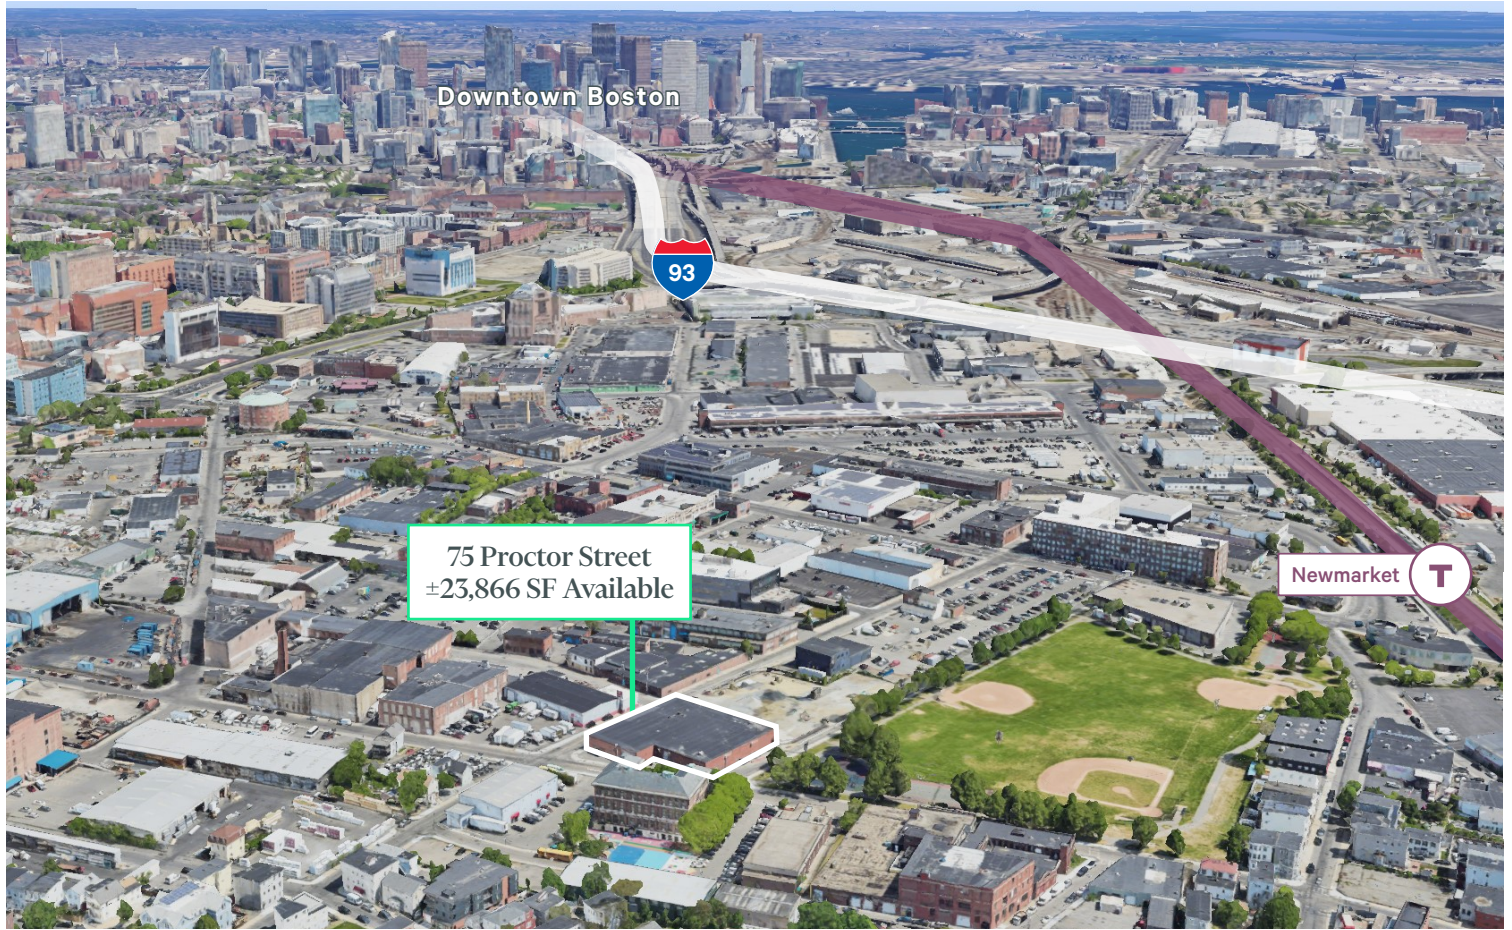 Downtown Boston
93
75 Proctor Street
±23,866 SF Available
Newmarket
T